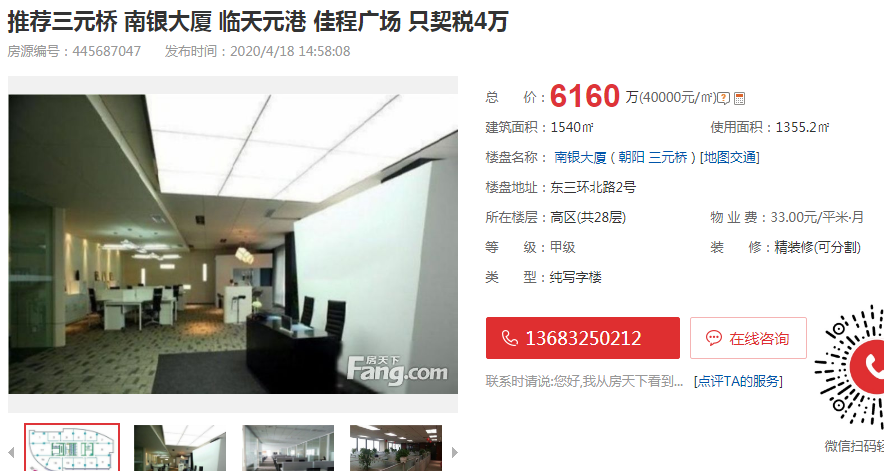 推荐三元桥 南银大厦 临天元港 佳程广场 只契税4万
房源编号：445687047 发布时间：2020/4/18 14:58:08
总 价：6160 万(40000元/㎡)
建筑面积：1540㎡ 使用面积：1355.2㎡
楼盘名称： 南银大厦 ( 朝阳 三元桥 ) [地图交通]
楼盘地址：东三环北路2号
所在楼层：高区(共28层) 物 业 费：33.00元/平米·月
等 级：甲级 装 修：精装修(可分割)
类 型：纯写字楼
13683250212 在线咨询
联系时请说:您好,我从房天下看到... [点评TA的服务]
房天下
Fang.com
微信扫码轻